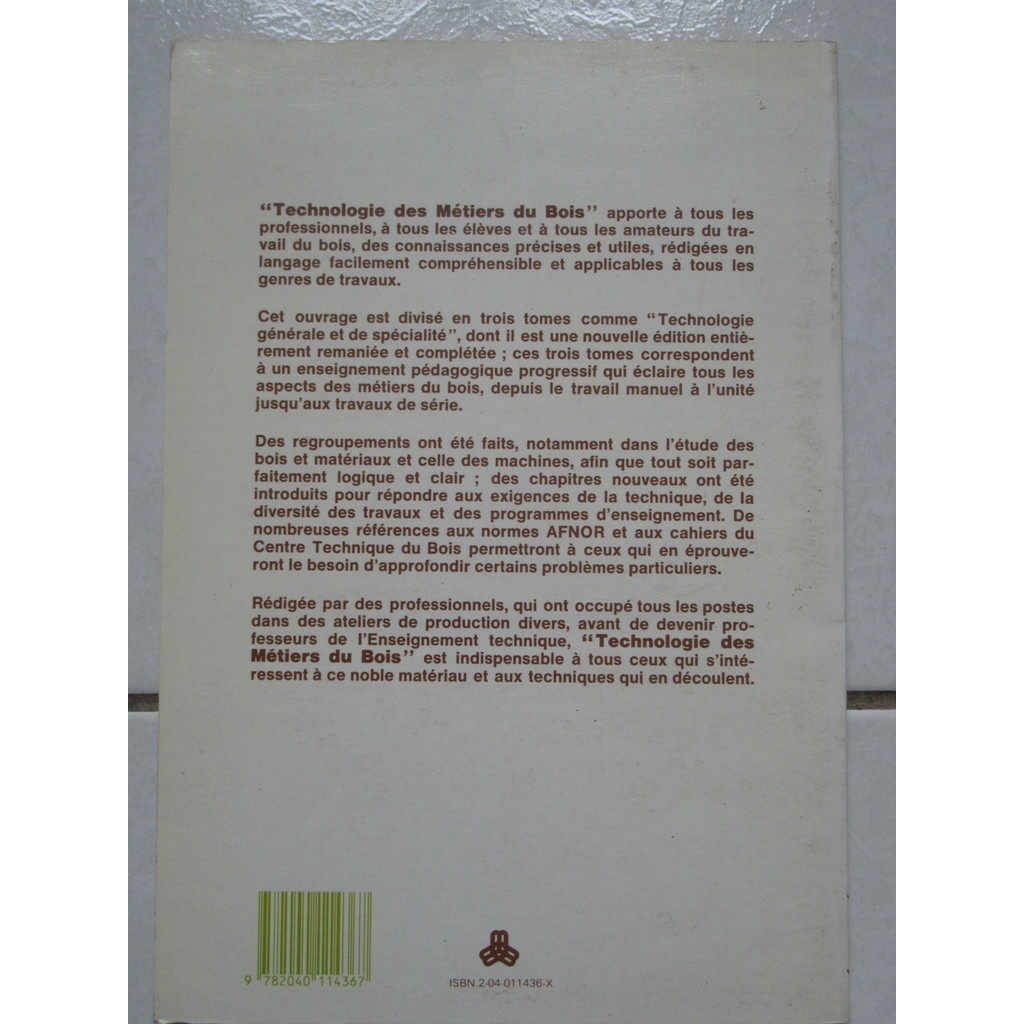 “Technologie des Métiers du Bois” apporte à tous les
professionnels, à tous les élèves et à tous les amateurs du tra-
vail du bois, des connaissances précises et utiles, rédigées en
langage facilement compréhensible et applicables à tous les
genres de travaux.
Cet ouvrage est divisé en trois tomes comme “Technologie
générale et de spécialité”, dont il est une nouvelle édition entiè-
rement remaniée et complétée ; ces trois tomes correspondent
à un enseignement pédagogique progressif qui éclaire tous les
aspects des métiers du bois, depuis le travail manuel à l’unité
jusqu’aux travaux de série.
Des regroupements ont été faits, notamment dans l’étude des
bois et matériaux et celle des machines, afin que tout soit par-
faitement logique et clair ; des chapitres nouveaux ont été
introduits pour répondre aux exigences de la technique, de la
diversité des travaux et des programmes d’enseignement. De
nombreuses références aux normes AFNOR et aux cahiers du
Centre Technique du Bois permettront à ceux qui en éprouve-
ront le besoin d’approfondir certains problèmes particuliers.
Rédigée par des professionnels, qui ont occupé tous les postes
dans des ateliers de production divers, avant de devenir pro-
fesseurs de l’Enseignement technique, “Technologie des
Métiers du Bois” est indispensable à tous ceux qui s’inté-
ressent à ce noble matériau et aux techniques qui en découlent.
9 782040 114367
ISBN 2-04-011436-X